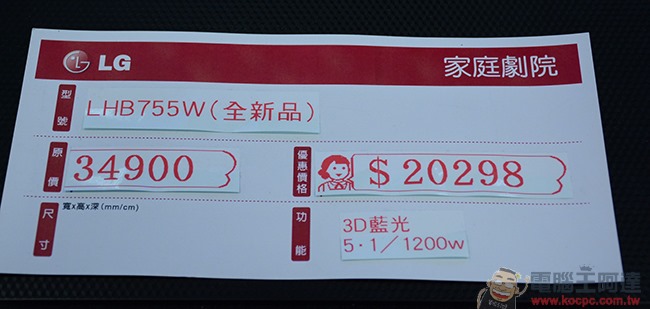 LG 家庭劇院
型號 LHB755W(全新品)
原價 34900 優惠價格 $20298
尺寸 寬x高x深(mm/cm) 功能 3D藍光
5·1/1200w
電腦王阿達
www.kocpc.com.tw